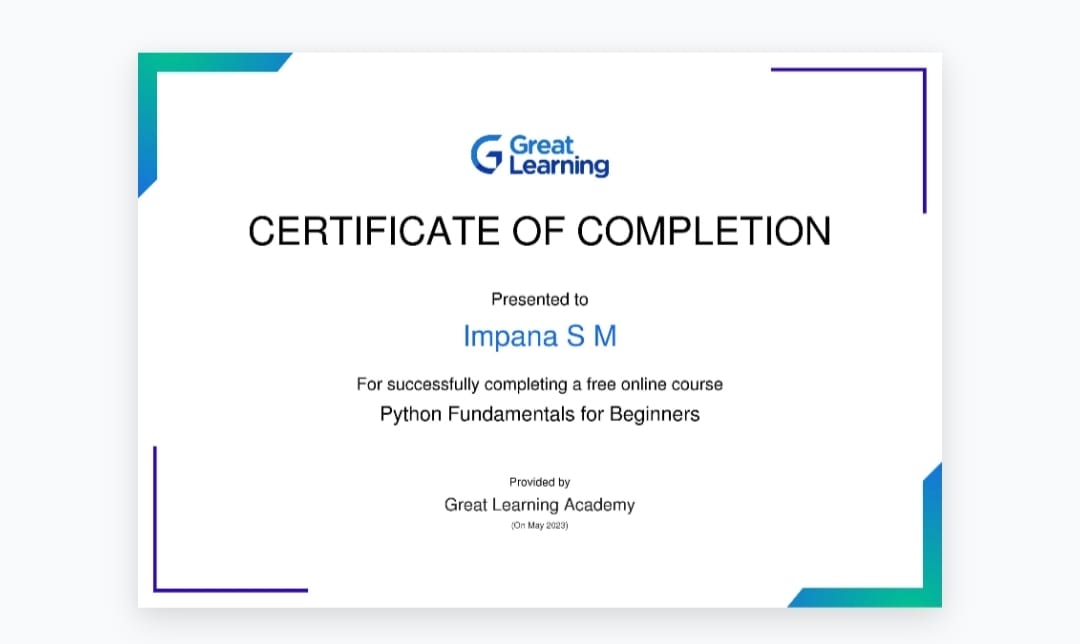 Great
Learning
CERTIFICATE OF COMPLETION
Presented to
Impana S M
For successfully completing a free online course
Python Fundamentals for Beginners
Provided by
Great Learning Academy
(On May 2023)